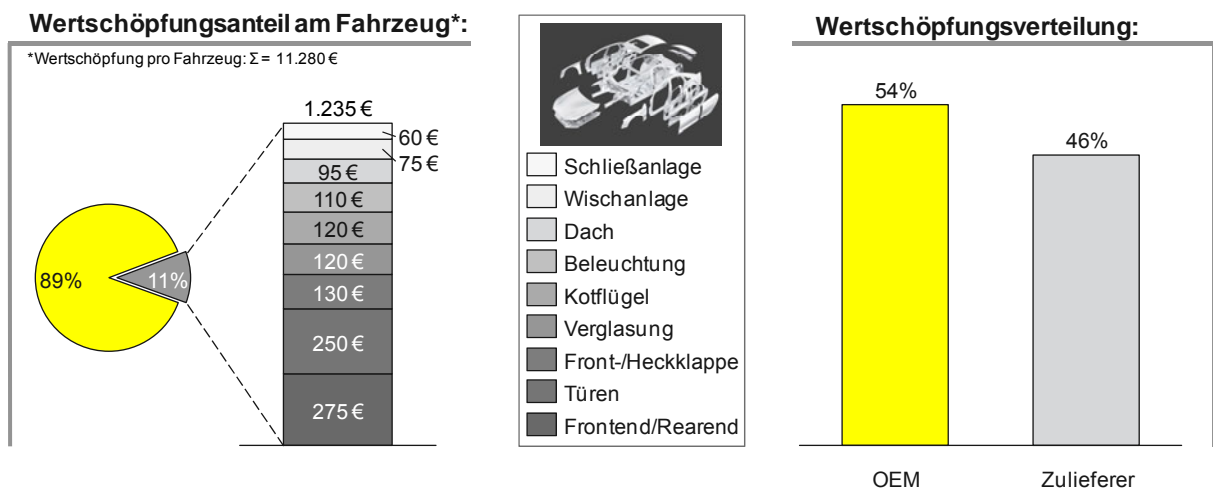 Wertschöpfungsanteil am Fahrzeug*:
*Wertschöpfung pro Fahrzeug: Σ = 11.280 €
1.235 €
60 €
75 €
95 €
110 €
120 €
120 €
130 €
250 €
275 €
89%
11%
Schließanlage
Wischanlage
Dach
Beleuchtung
Kotflügel
Verglasung
Front-/Heckklappe
Türen
Frontend/Rearend
Wertschöpfungsverteilung:
54%
46%
OEM
Zulieferer